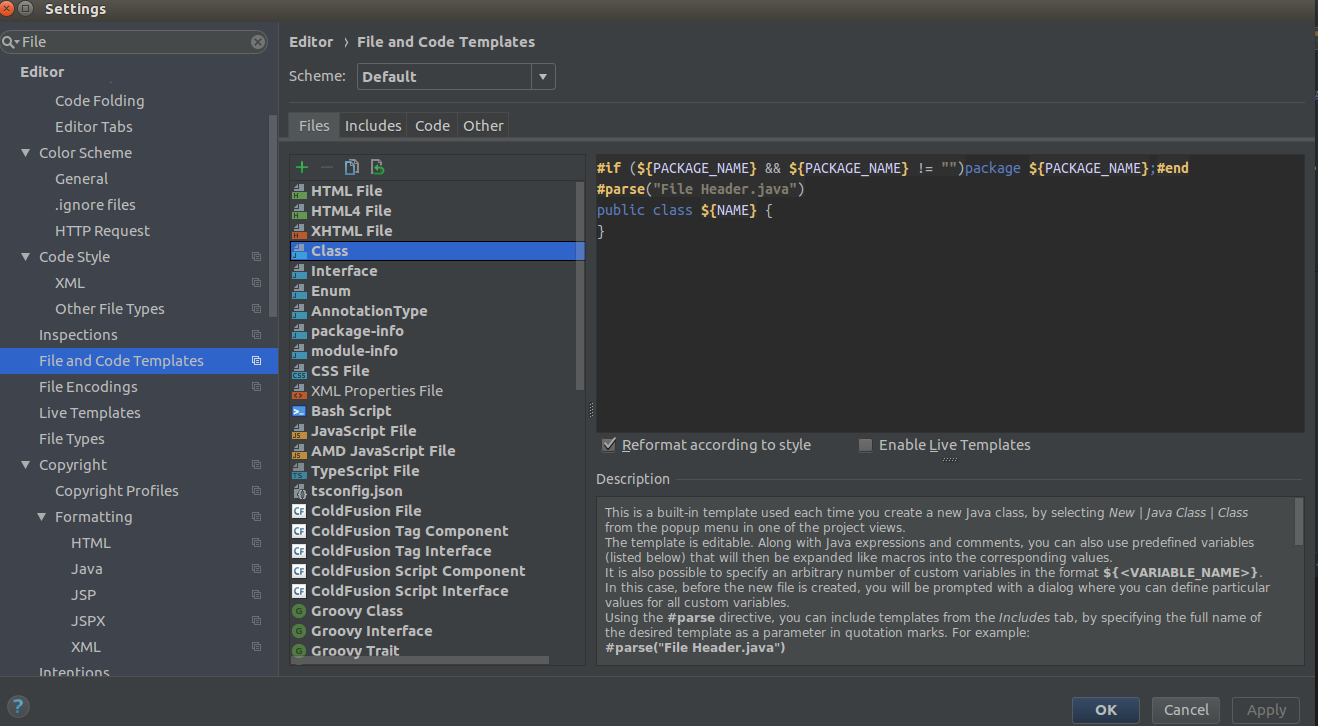 Settings
File
Editor
Code Folding
Editor Tabs
Color Scheme
General
.ignore files
HTTP Request
Code Style
XML
Other File Types
Inspections
File and Code Templates
File Encodings
Live Templates
File Types
Copyright
Copyright Profiles
Formatting
HTML
Java
JSP
JSPX
XML
Intentions
Editor › File and Code Templates
Scheme: Default
Files Includes Code Other
HTML File
HTML4 File
XHTML File
Class
Interface
Enum
AnnotationType
package-info
module-info
CSS File
XML Properties File
Bash Script
JavaScript File
AMD JavaScript File
TypeScript File
tsconfig.json
ColdFusion File
ColdFusion Tag Component
ColdFusion Tag Interface
ColdFusion Script Component
ColdFusion Script Interface
Groovy Class
Groovy Interface
Groovy Trait
#if (${PACKAGE_NAME} && ${PACKAGE_NAME} != "")package ${PACKAGE_NAME};#end
#parse("File Header.java")
public class ${NAME} {
}
Reformat according to style Enable Live Templates
Description
This is a built-in template used each time you create a new Java class, by selecting New | Java Class | Class
from the popup menu in one of the project views.
The template is editable. Along with Java expressions and comments, you can also use predefined variables
(listed below) that will then be expanded like macros into the corresponding values.
It is also possible to specify an arbitrary number of custom variables in the format ${<VARIABLE_NAME>}.
In this case, before the new file is created, you will be prompted with a dialog where you can define particular
values for all custom variables.
Using the #parse directive, you can include templates from the Includes tab, by specifying the full name of
the desired template as a parameter in quotation marks. For example:
#parse("File Header.java")
? OK Cancel Apply